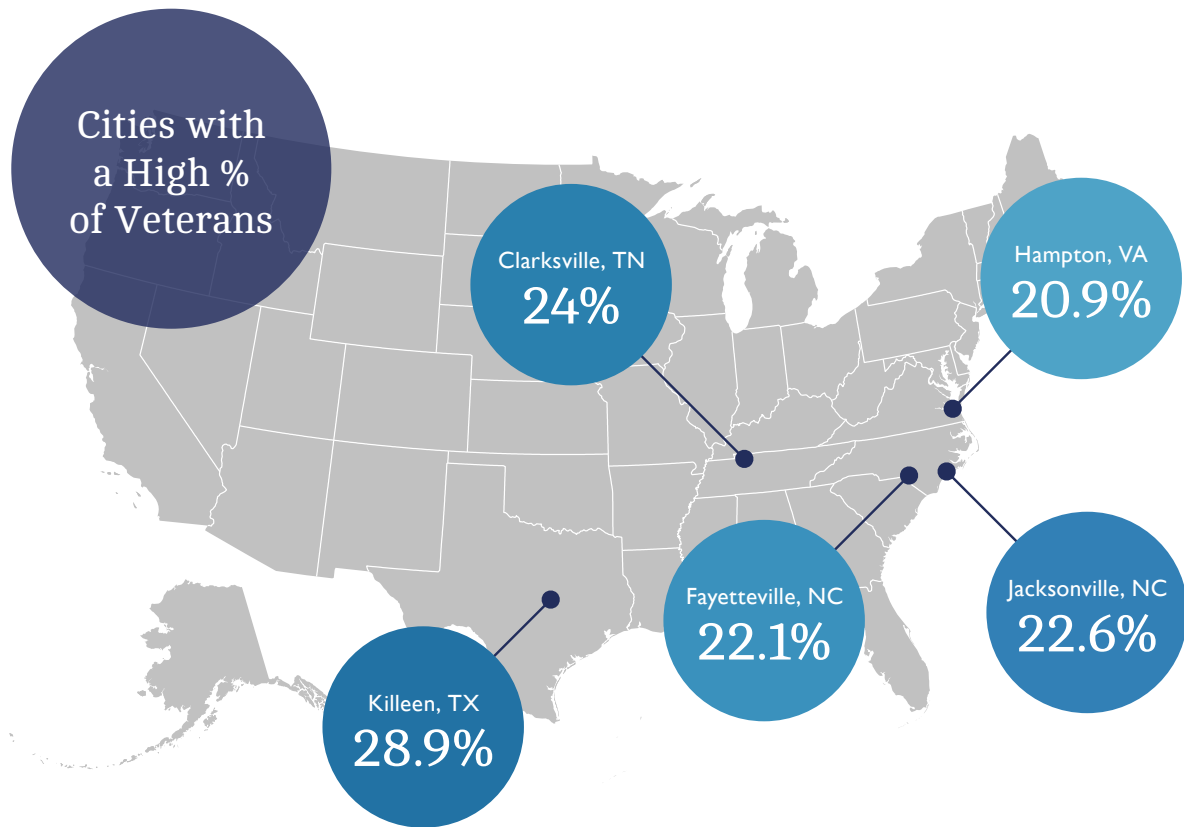 Cities with
a High %
of Veterans
Clarksville, TN
24%
Hampton, VA
20.9%
Fayetteville, NC
22.1%
Jacksonville, NC
22.6%
Killeen, TX
28.9%